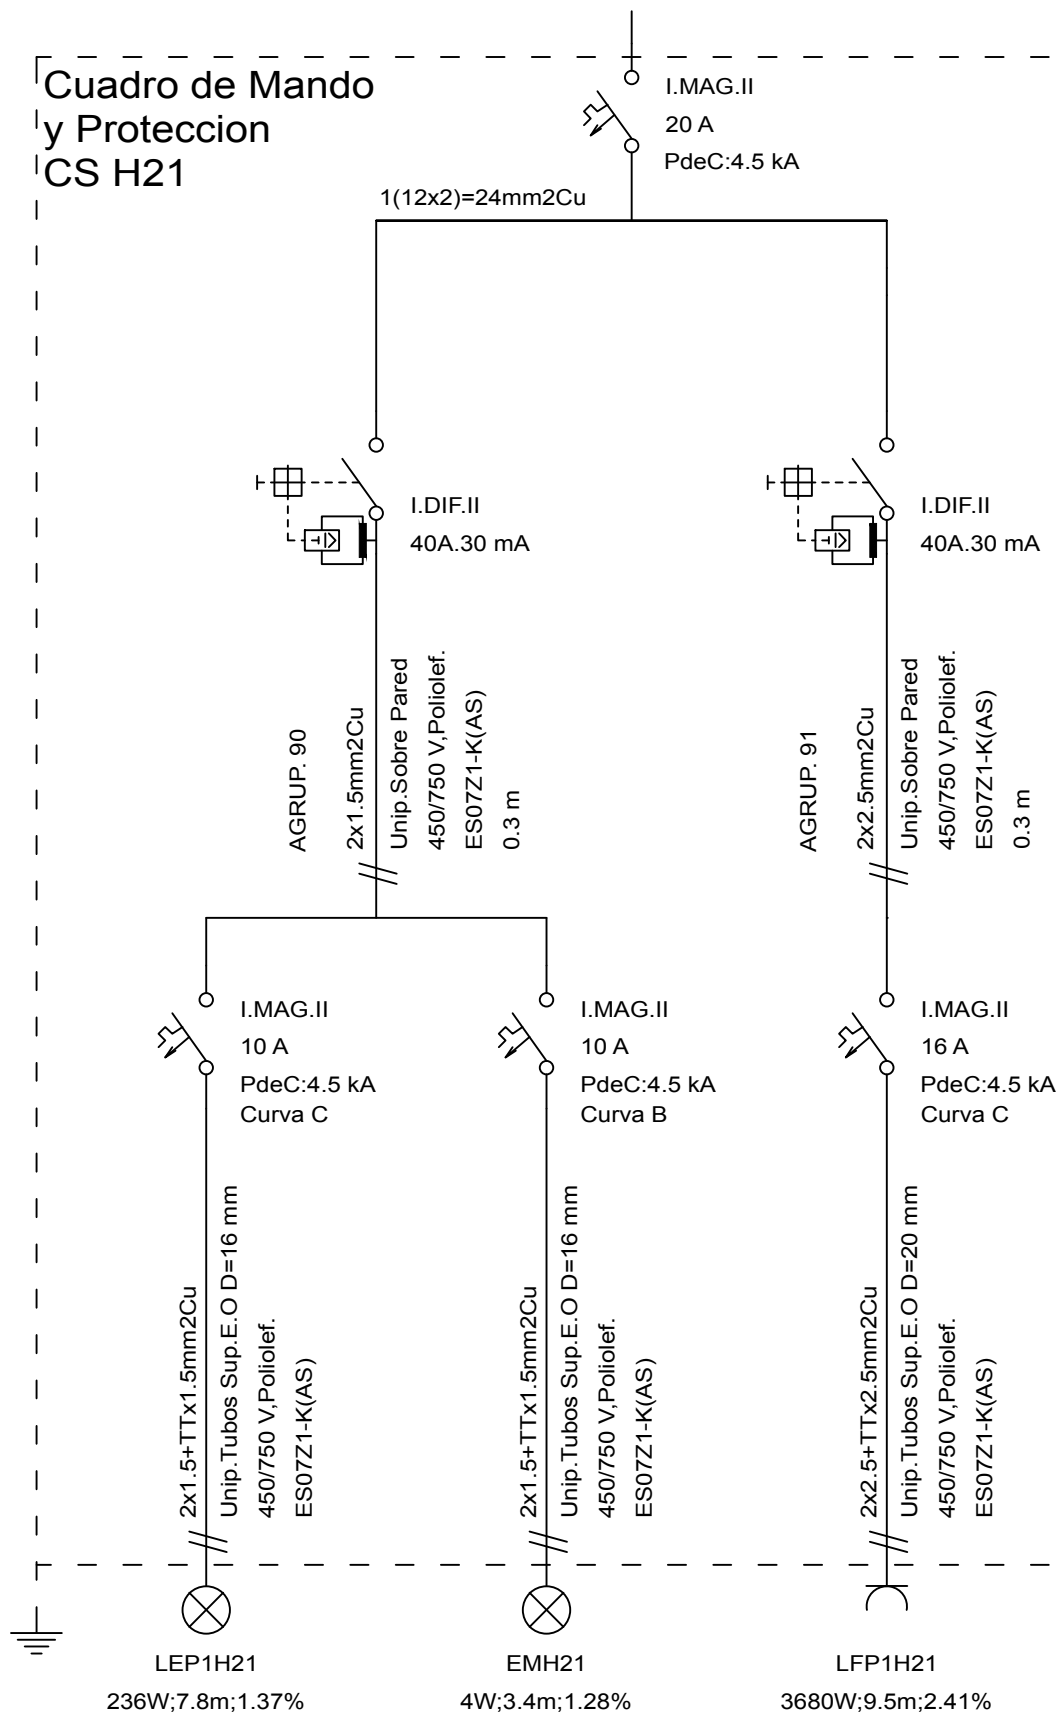 Cuadro de Mando
y Proteccion
CS H21
I.MAG.II
20 A
PdeC:4.5 kA
1(12x2)=24mm2Cu
I.DIF.II
40A.30 mA
I.DIF.II
40A.30 mA
AGRUP. 90
2x1.5mm2Cu
Unip.Sobre Pared
450/750 V,Poliolef.
ES07Z1-K(AS)
0.3 m
AGRUP. 91
2x2.5mm2Cu
Unip.Sobre Pared
450/750 V,Poliolef.
ES07Z1-K(AS)
0.3 m
I.MAG.II
10 A
PdeC:4.5 kA
Curva C
I.MAG.II
10 A
PdeC:4.5 kA
Curva B
I.MAG.II
16 A
PdeC:4.5 kA
Curva C
2x1.5+TTx1.5mm2Cu
Unip.Tubos Sup.E.O D=16 mm
450/750 V,Poliolef.
ES07Z1-K(AS)
2x1.5+TTx1.5mm2Cu
Unip.Tubos Sup.E.O D=16 mm
450/750 V,Poliolef.
ES07Z1-K(AS)
2x2.5+TTx2.5mm2Cu
Unip.Tubos Sup.E.O D=20 mm
450/750 V,Poliolef.
ES07Z1-K(AS)
LEP1H21
236W;7.8m;1.37%
EMH21
4W;3.4m;1.28%
LFP1H21
3680W;9.5m;2.41%